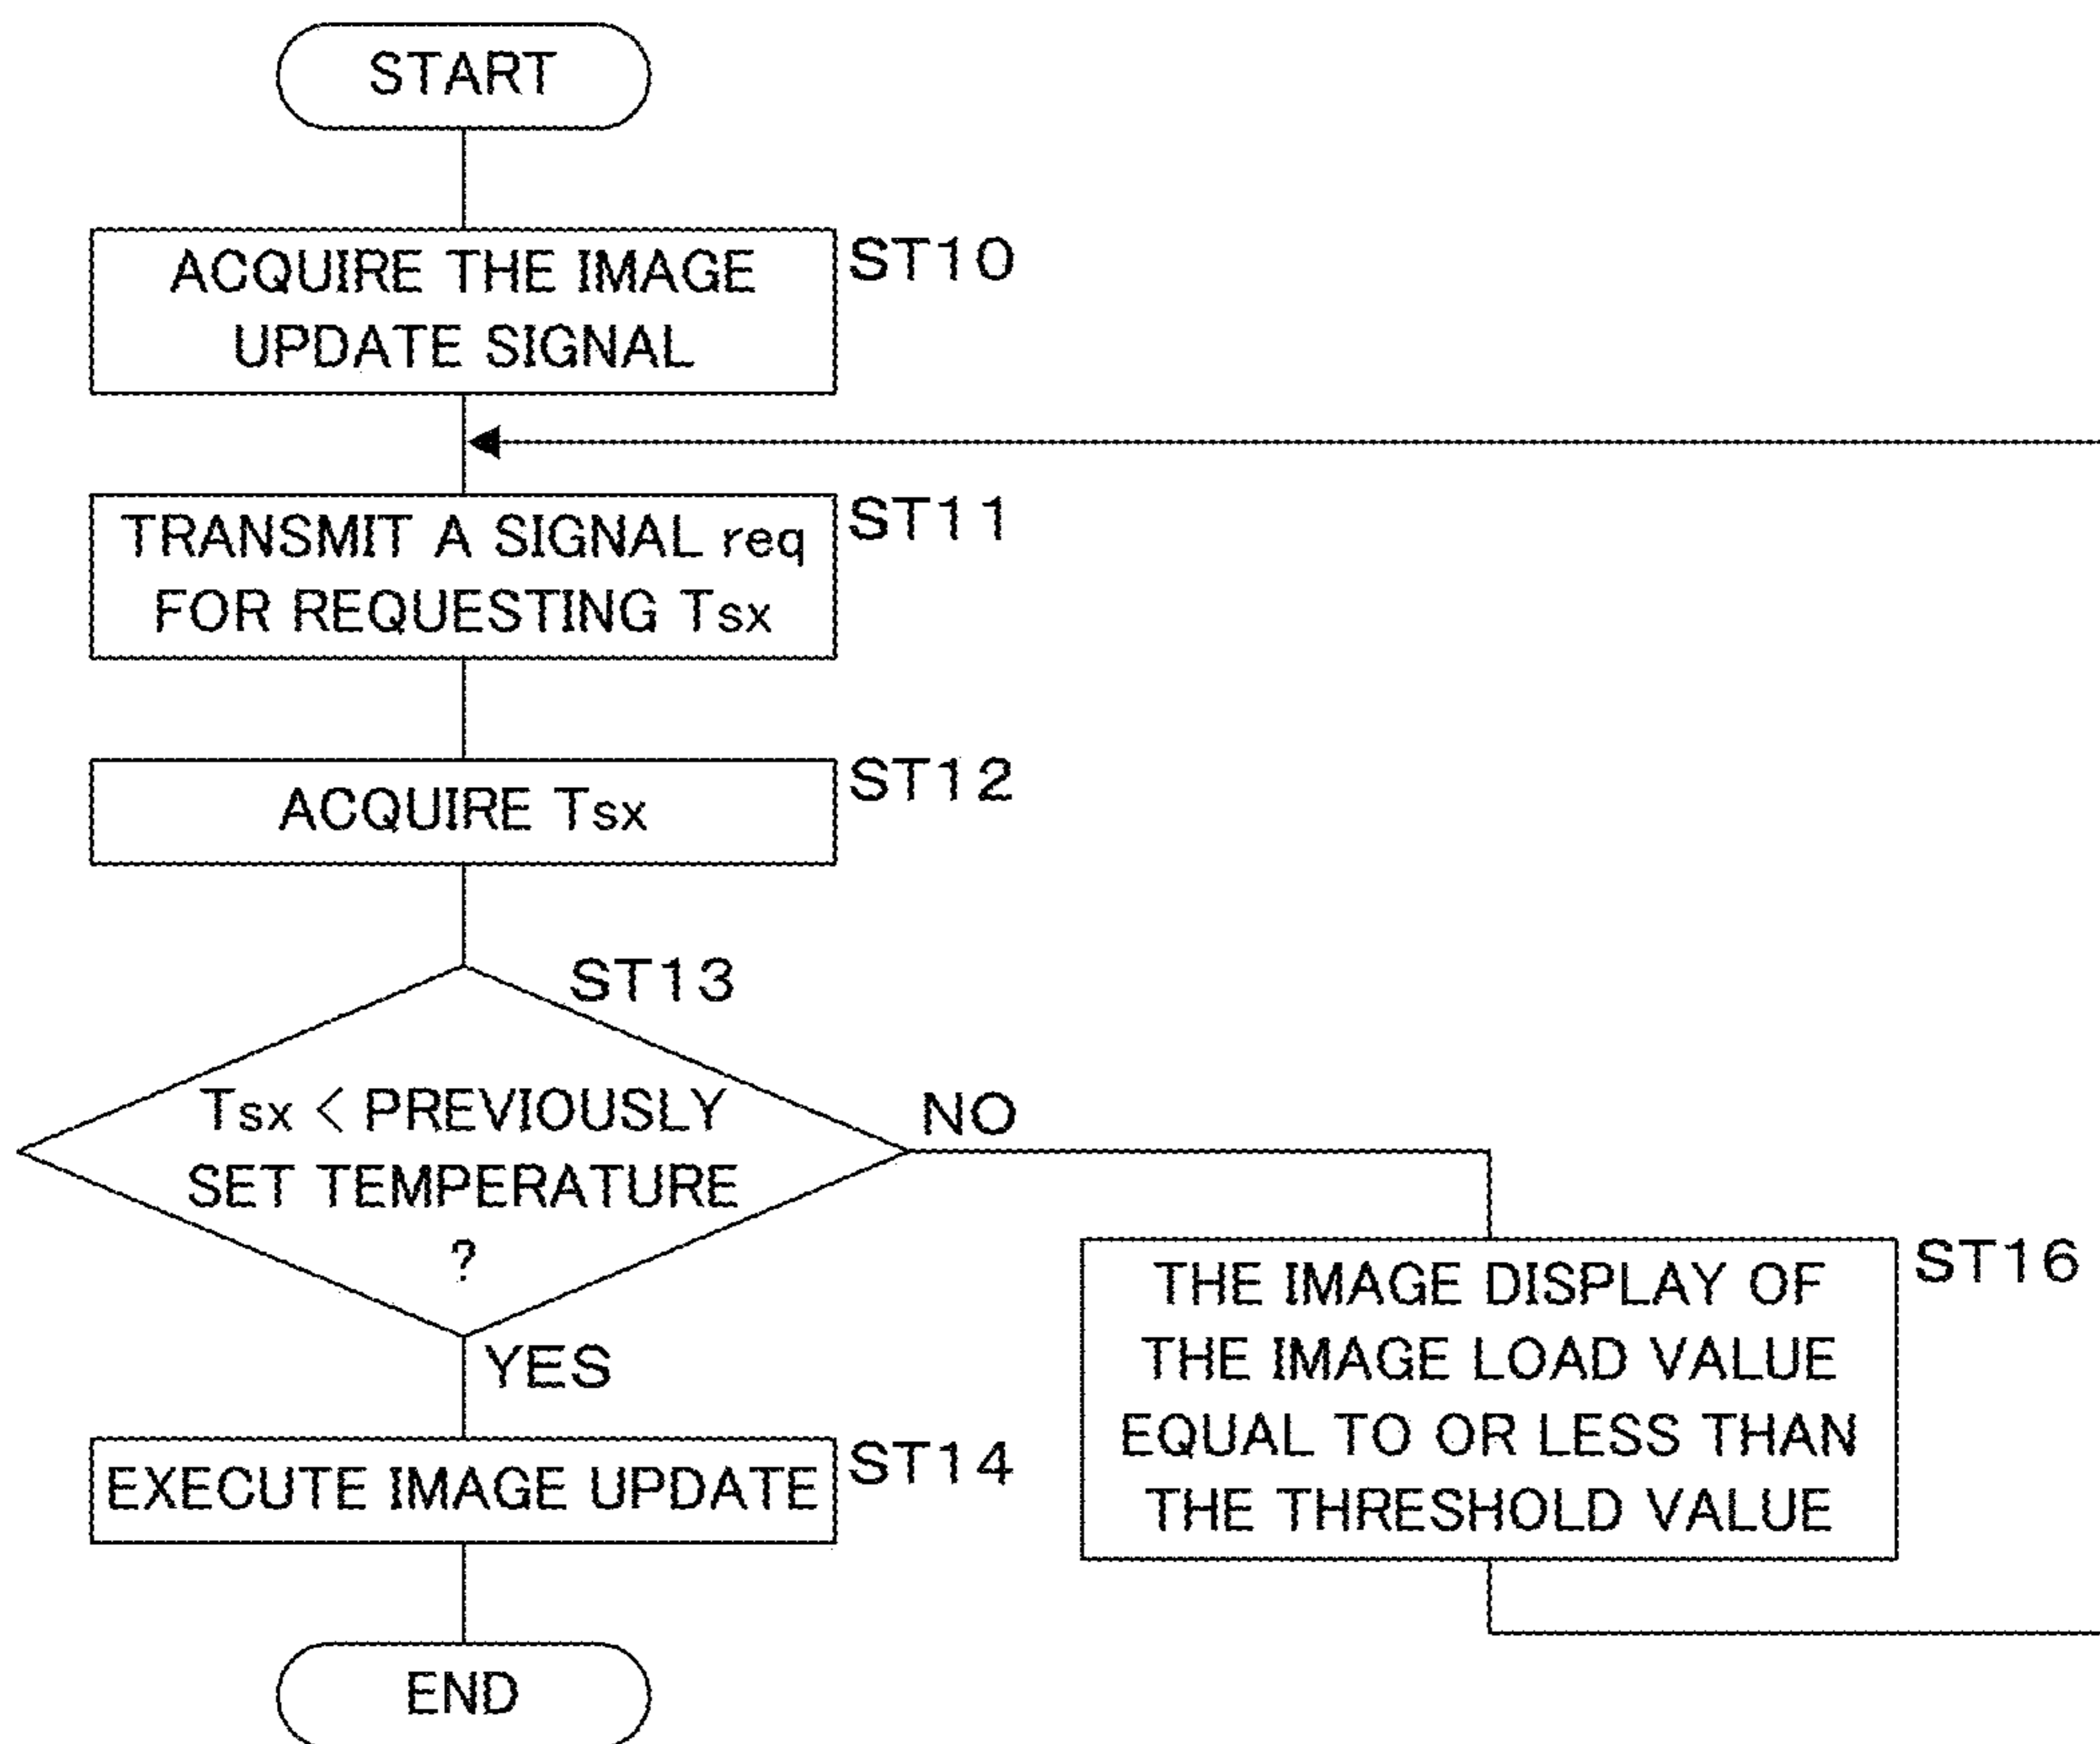 START
ACQUIRE THE IMAGE
UPDATE SIGNAL
ST10
TRANSMIT A SIGNAL req
FOR REQUESTING Tsx
ST11
ACQUIRE Tsx
ST12
ST13
Tsx < PREVIOUSLY
SET TEMPERATURE
?
NO
YES
THE IMAGE DISPLAY OF
THE IMAGE LOAD VALUE
EQUAL TO OR LESS THAN
THE THRESHOLD VALUE
ST16
EXECUTE IMAGE UPDATE
ST14
END